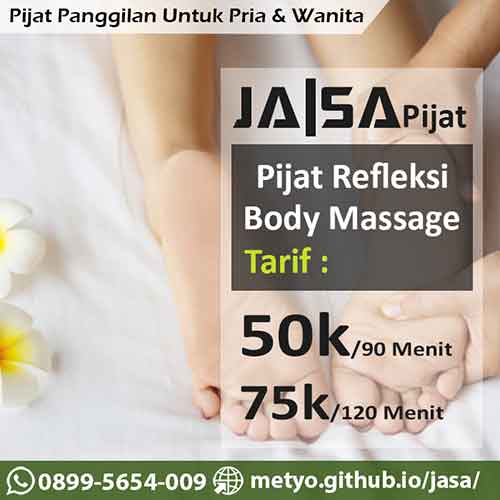 Pijat Panggilan Untuk Pria & Wanita
JA|SA Pijat
Pijat Refleksi
Body Massage
Tarif :
50k/90 Menit
75k/120 Menit
0899-5654-009 metyo.github.io/jasa/